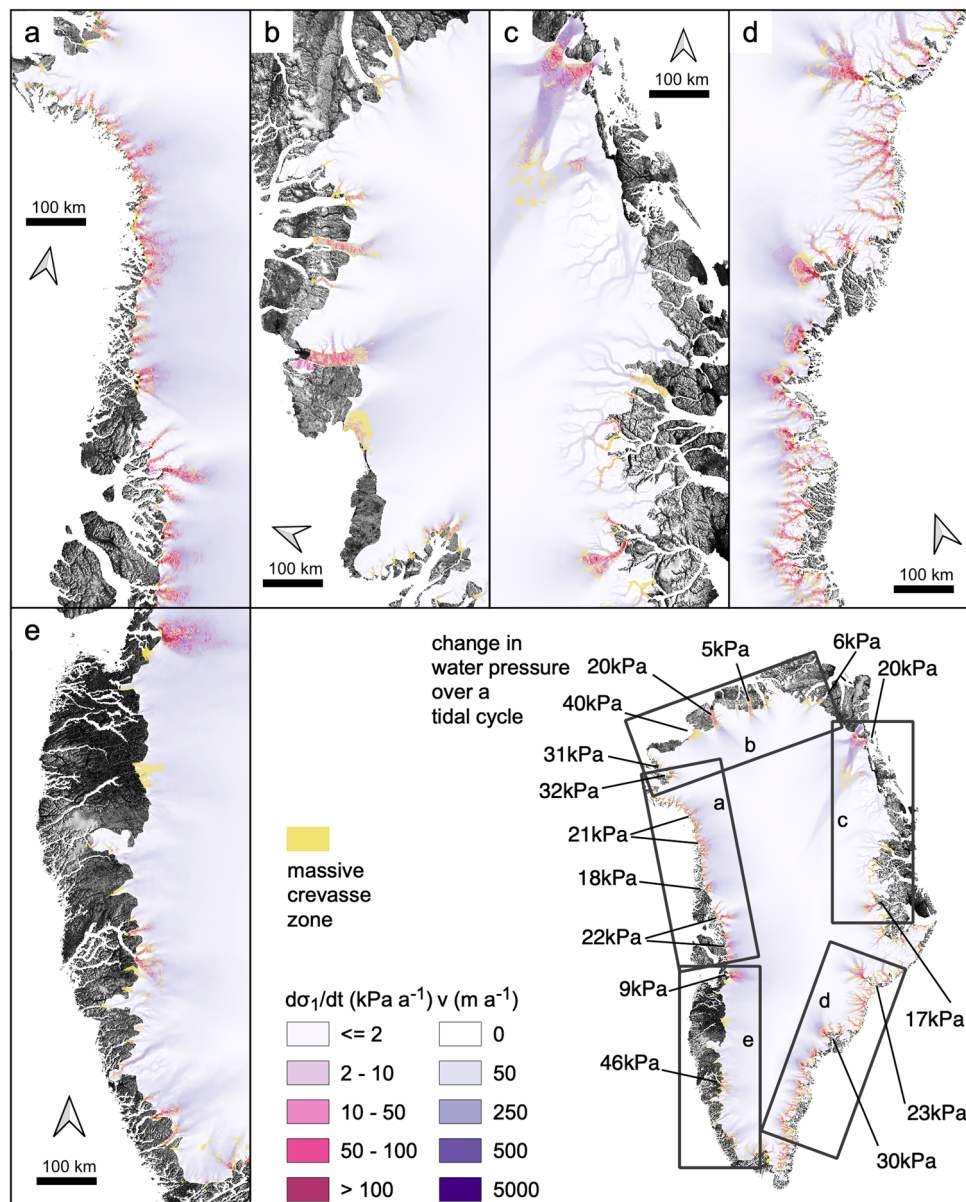 a
b
c
d
100 km
100 km
100 km
100 km
e
100 km
change in
water pressure
over a
tidal cycle
5kPa
6kPa
20kPa
20kPa
40kPa
31kPa
32kPa
21kPa
18kPa
22kPa
9kPa
46kPa
17kPa
23kPa
30kPa
a
b
c
d
e
massive
crevasse
zone
dσ₁/dt (kPa a⁻¹) v (m a⁻¹)
<= 2 0
2 - 10 50
10 - 50 250
50 - 100 500
> 100 5000